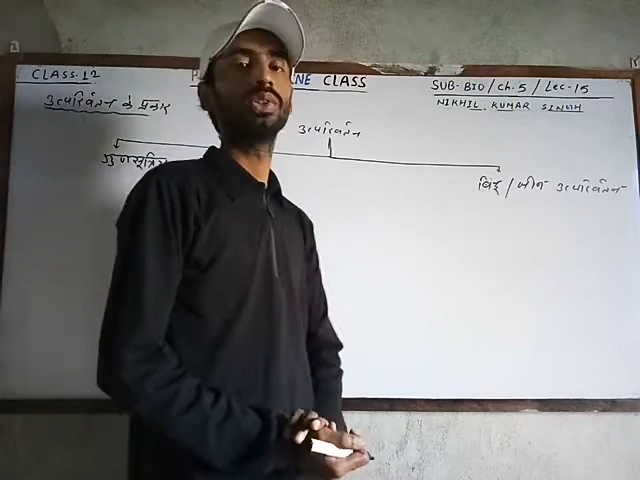 CLASS-12
NE CLASS
SUB-BIO/Ch-5/Lec-15
NIKHIL KUMAR SINGH
उत्परिवर्तन के प्रकार
उत्परिवर्तन
बिंदु / जीन उत्परिवर्तन